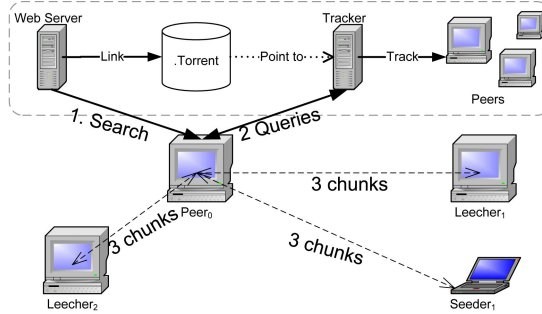 Web Server
Tracker
Link
.Torrent
Point to
Track
Peers
1. Search
2 Queries
Peer₀
3 chunks
Leecher₁
3 chunks
3 chunks
Leecher₂
Seeder₁